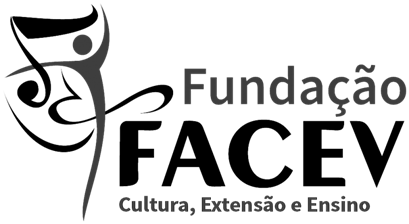 Fundação
FACEV
Cultura, Extensão e Ensino